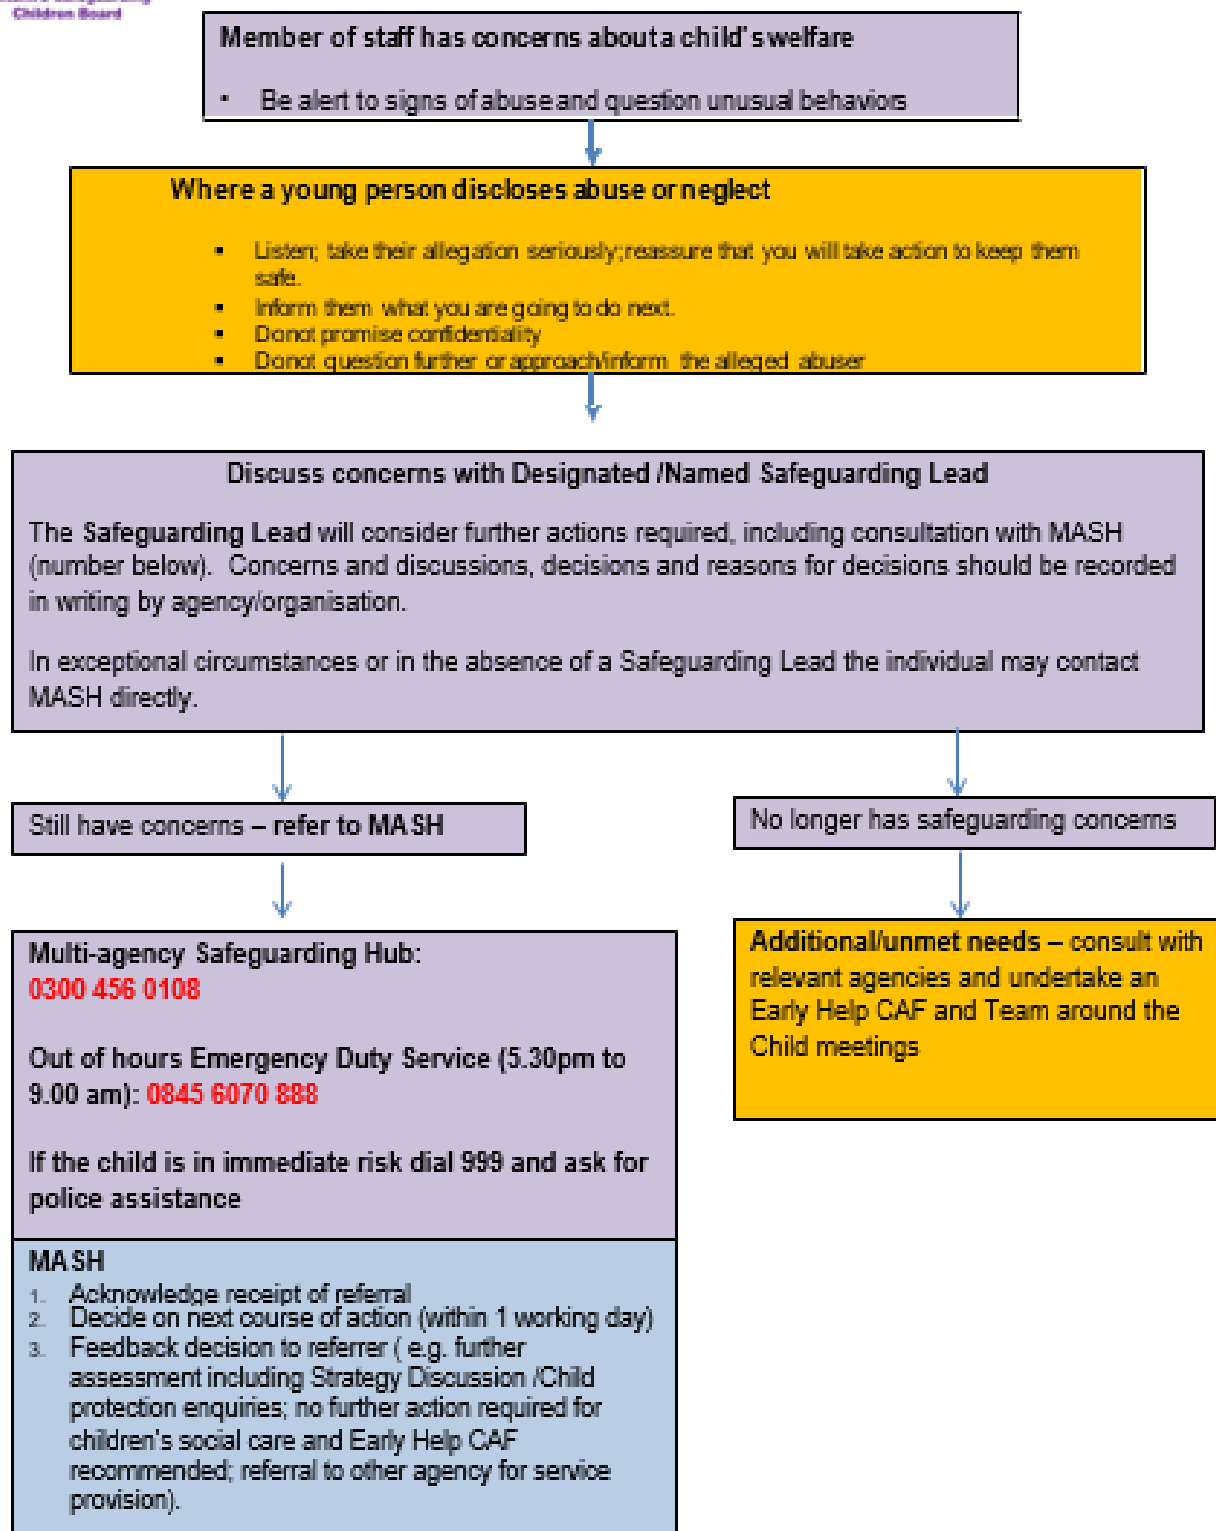 Children Board
Member of staff has concerns about a child's welfare
▪ Be alert to signs of abuse and question unusual behaviors
Where a young person discloses abuse or neglect
▪ Listen; take their allegation seriously;reassure that you will take action to keep them
safe.
▪ Inform them what you are going to do next.
▪ Donot promise confidentiality
▪ Donot question further or approach/inform the alleged abuser
Discuss concerns with Designated /Named Safeguarding Lead
The Safeguarding Lead will consider further actions required, including consultation with MASH
(number below). Concerns and discussions, decisions and reasons for decisions should be recorded
in writing by agency/organisation.
In exceptional circumstances or in the absence of a Safeguarding Lead the individual may contact
MASH directly.
Still have concerns – refer to MASH
No longer has safeguarding concerns
Multi-agency Safeguarding Hub:
0300 456 0108
Out of hours Emergency Duty Service (5.30pm to
9.00 am): 0845 6070 888
If the child is in immediate risk dial 999 and ask for
police assistance
Additional/unmet needs – consult with
relevant agencies and undertake an
Early Help CAF and Team around the
Child meetings
MASH
1. Acknowledge receipt of referral
2. Decide on next course of action (within 1 working day)
3. Feedback decision to referrer ( e.g. further
assessment including Strategy Discussion /Child
protection enquiries; no further action required for
children's social care and Early Help CAF
recommended; referral to other agency for service
provision).